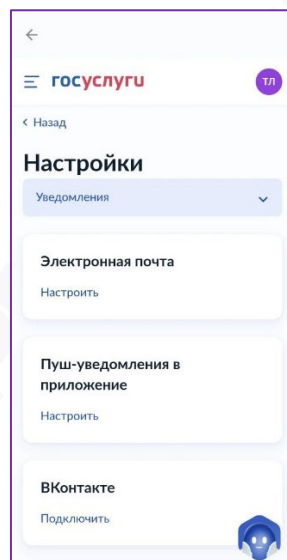 госуслуги
ТЛ
Назад
Настройки
Уведомления
Электронная почта
Настроить
Пуш-уведомления в
приложение
Настроить
ВКонтакте
Подключить